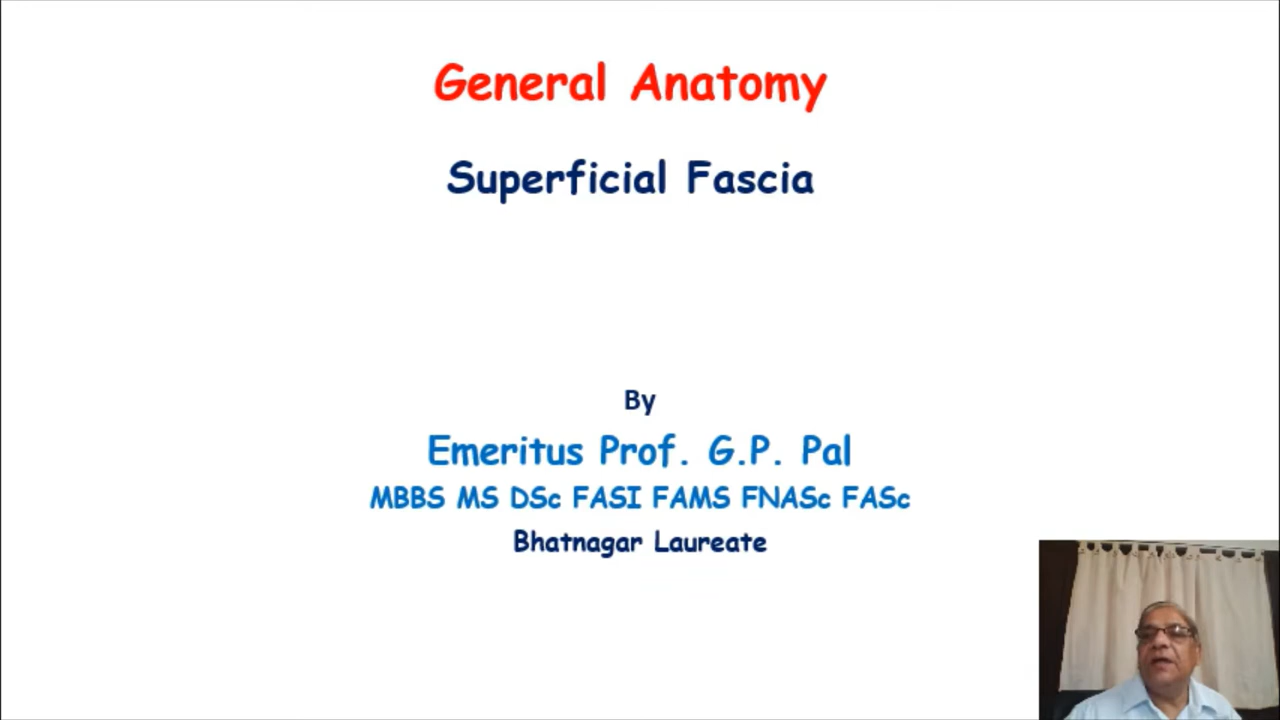 General Anatomy
Superficial Fascia
By
Emeritus Prof. G.P. Pal
MBBS MS DSc FASI FAMS FNASc FASc
Bhatnagar Laureate